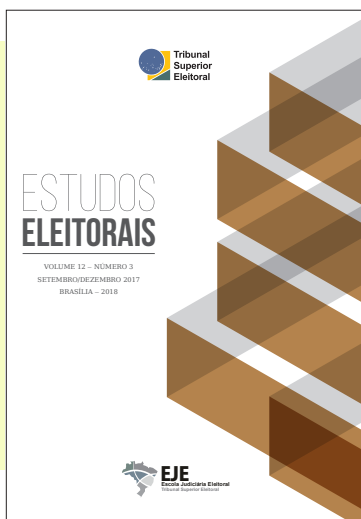 Tribunal
Superior
Eleitoral
ESTUDOS
ELEITORAIS
VOLUME 12 – NÚMERO 3
SETEMBRO/DEZEMBRO 2017
BRASÍLIA – 2018
EJE
Escola Judiciária Eleitoral
Tribunal Superior Eleitoral